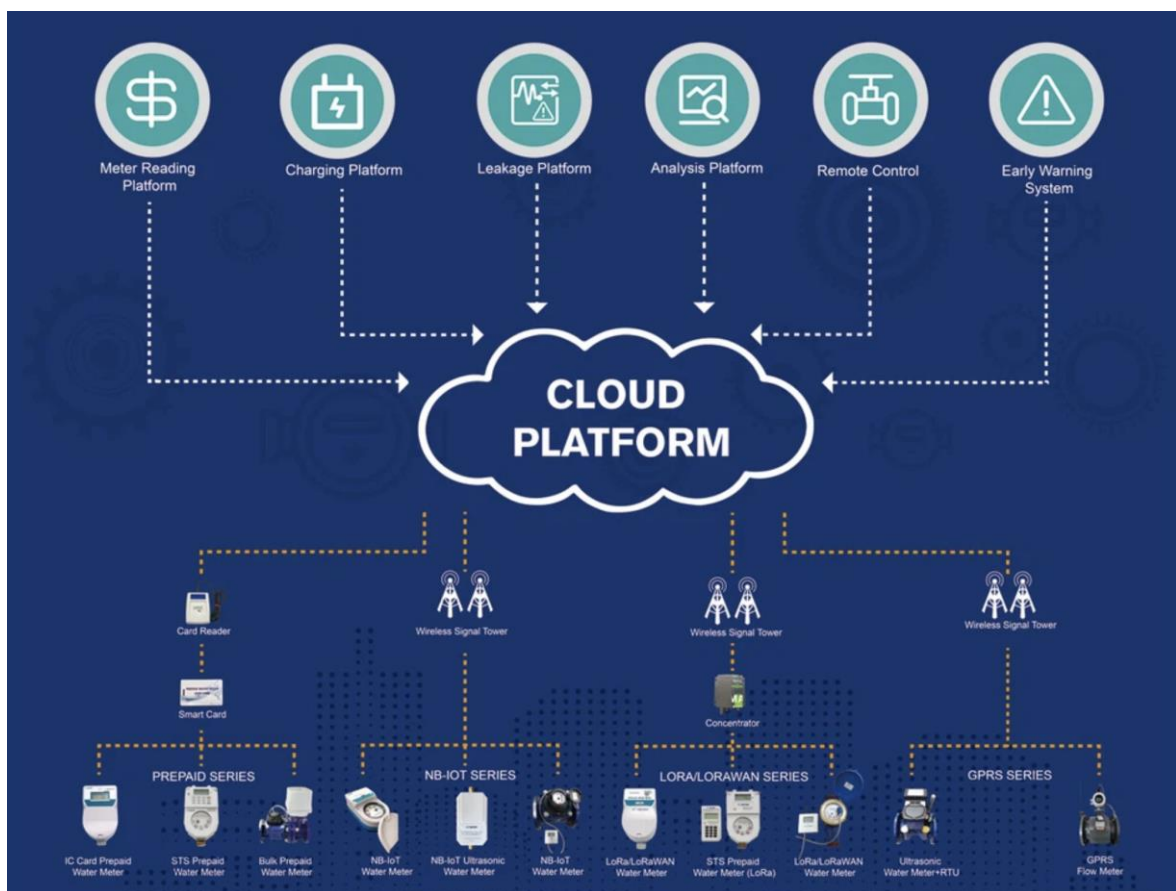 Meter Reading
Platform
Charging Platform
Leakage Platform
Analysis Platform
Remote Control
Early Warning
System
CLOUD
PLATFORM
Card Reader
Wireless Signal Tower
Wireless Signal Tower
Wireless Signal Tower
Smart Card
Concentrator
PREPAID SERIES
NB-IOT SERIES
LORA/LORAWAN SERIES
GPRS SERIES
IC Card Prepaid
Water Meter
STS Prepaid
Water Meter
Bulk Prepaid
Water Meter
NB-IoT
Water Meter
NB-IoT Ultrasonic
Water Meter
NB-IoT
Water Meter
LoRa/LoRaWAN
Water Meter
STS Prepaid
Water Meter (LoRa)
LoRa/LoRaWAN
Water Meter
Ultrasonic
Water Meter+RTU
GPRS
Flow Meter